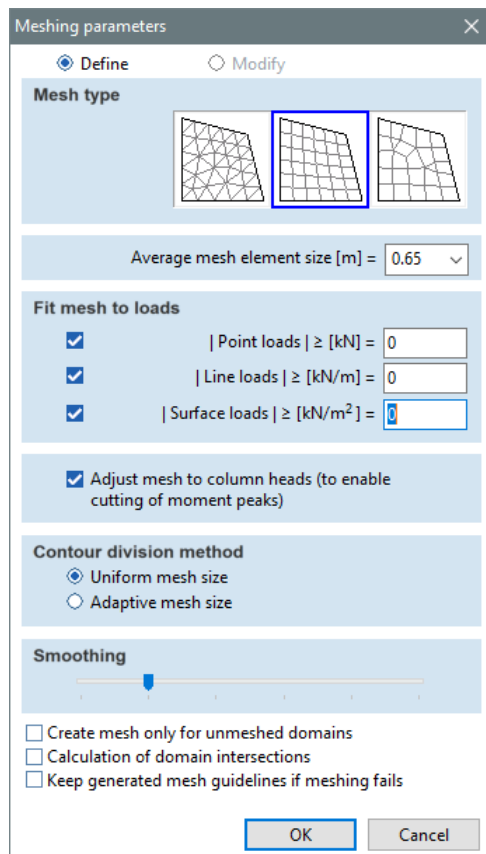 Meshing parameters
Define Modify
Mesh type
Average mesh element size [m] = 0.65
Fit mesh to loads
| Point loads | ≥ [kN] = 0
| Line loads | ≥ [kN/m] = 0
| Surface loads | ≥ [kN/m²] = 0
Adjust mesh to column heads (to enable
cutting of moment peaks)
Contour division method
Uniform mesh size
Adaptive mesh size
Smoothing
Create mesh only for unmeshed domains
Calculation of domain intersections
Keep generated mesh guidelines if meshing fails
OK Cancel